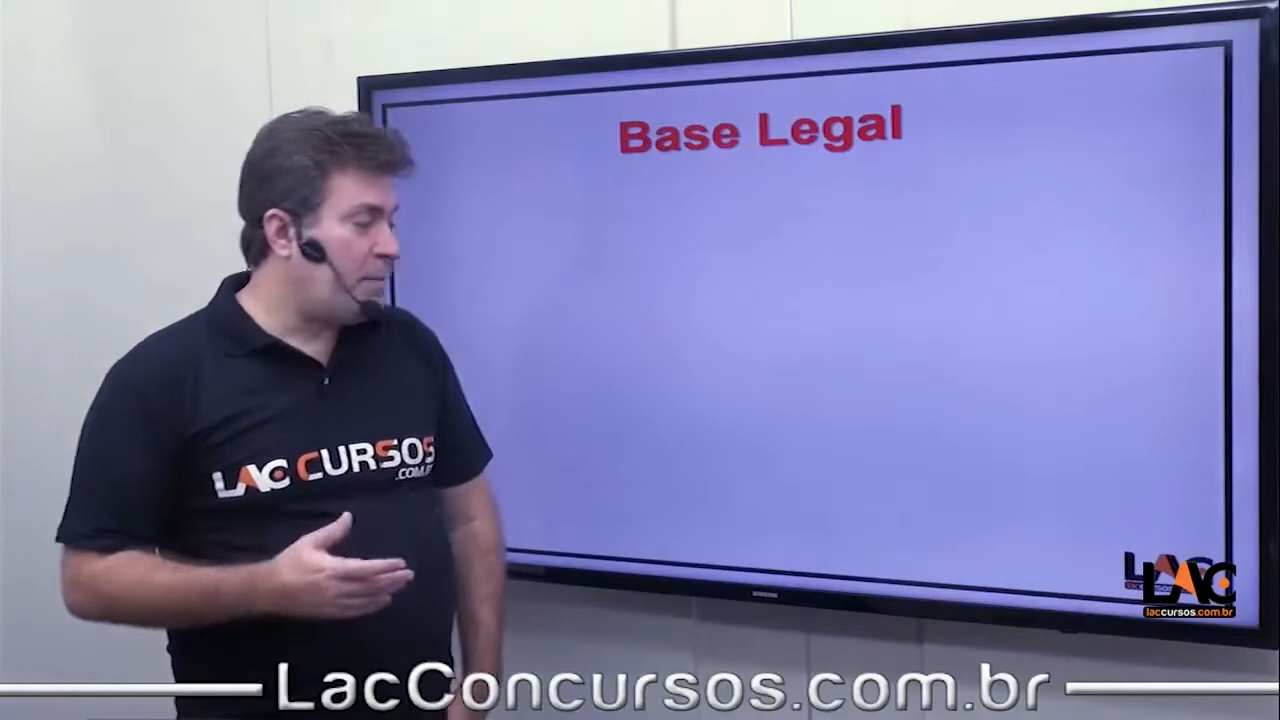 Base Legal
LAC CURSOS
.COM.BR
SAMSUNG
LAC
laccursos.com.br
LacConcursos.com.br